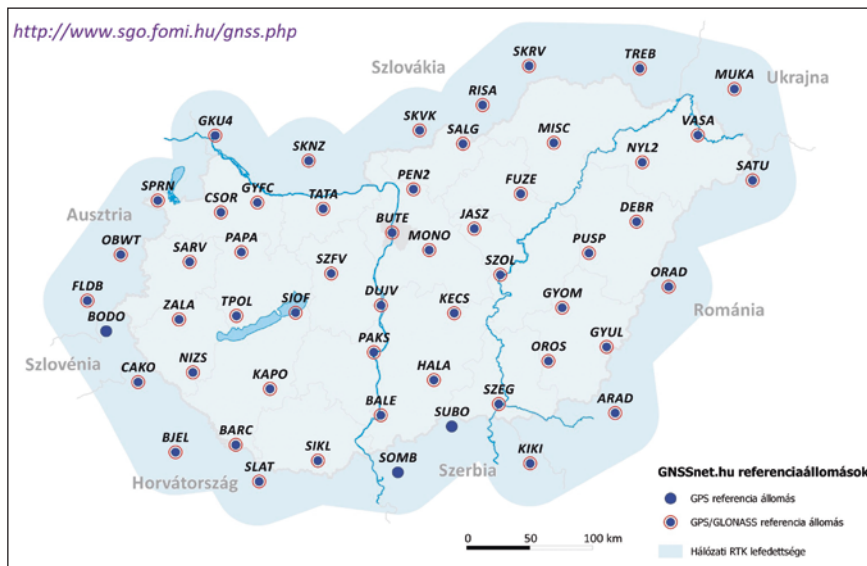 http://www.sgo.fomi.hu/gnss.php
SKRV
TREB
Szlovákia
MUKA
Ukrajna
RISA
GKU4
SKVK
SALG
MISC
VASA
SKNZ
NYL2
SATU
PEN2
FUZE
SPRN
CSOR
GYFC
TATA
Ausztria
BUTE
JASZ
DEBR
OBWT
SARV
PAPA
MONO
PUSP
SZFV
SZOL
ORAD
FLDB
BODO
ZALA
TPOL
SIOF
DUJV
KECS
GYOM
Románia
PAKS
GYUL
OROS
Szlovénia
CAKO
NIZS
KAPO
HALA
BALE
SUBO
SZEG
ARAD
BJEL
BARC
SIKL
SOMB
Szerbia
KIKI
SLAT
Horvátország
GNSSnet.hu referenciaállomások
GPS referencia állomás
GPS/GLONASS referencia állomás
Hálózati RTK lefedettsége
0 50 100 km